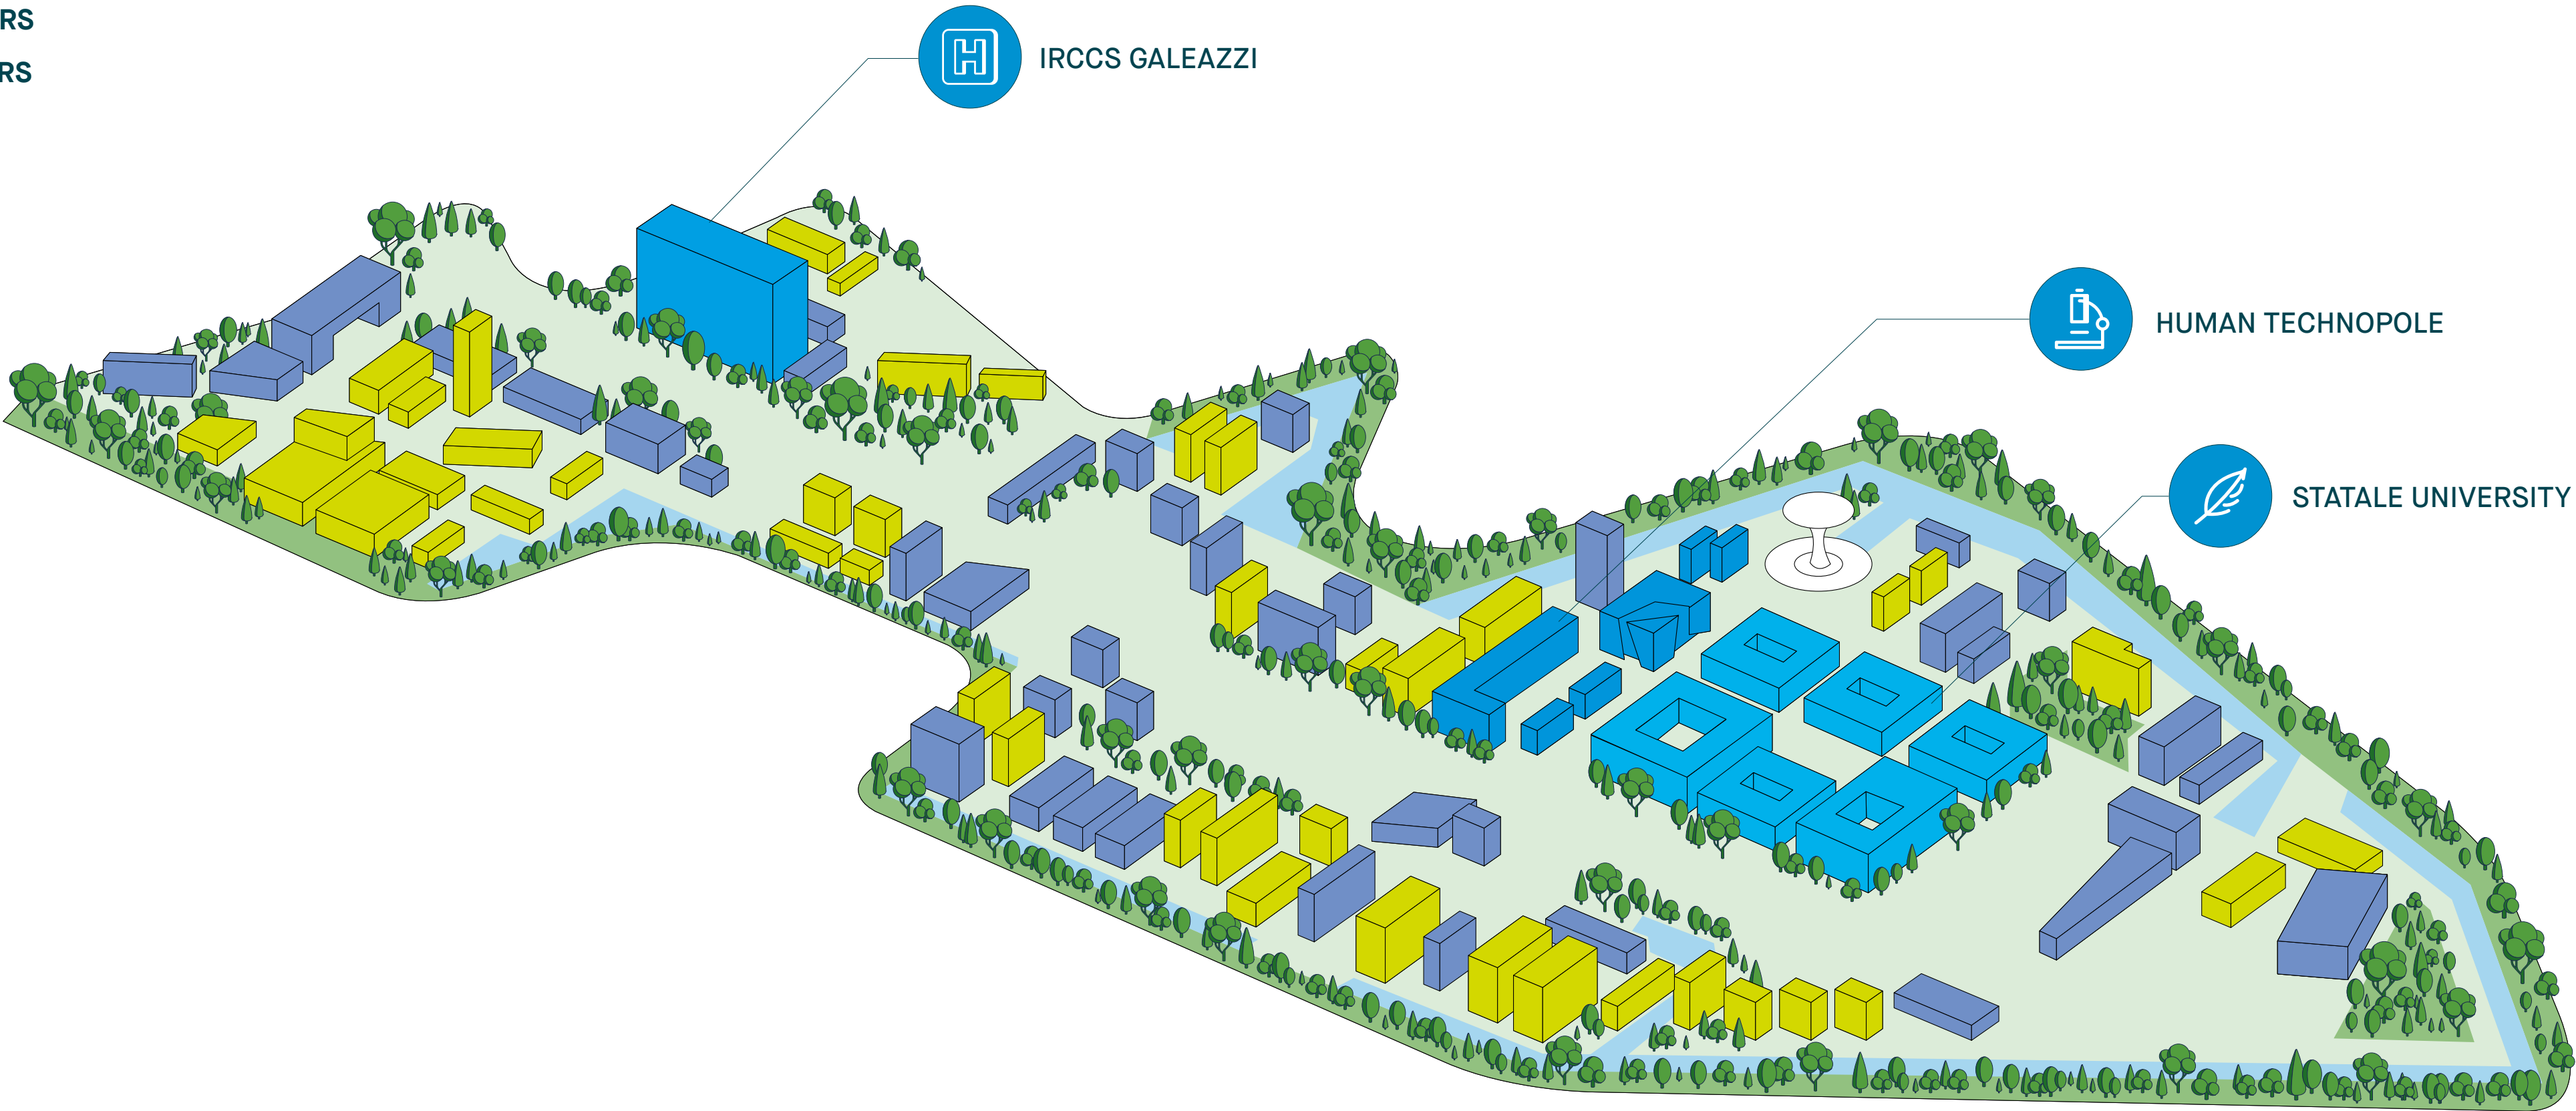 RS
RS
H
IRCCS GALEAZZI
HUMAN TECHNOPOLE
STATALE UNIVERSITY